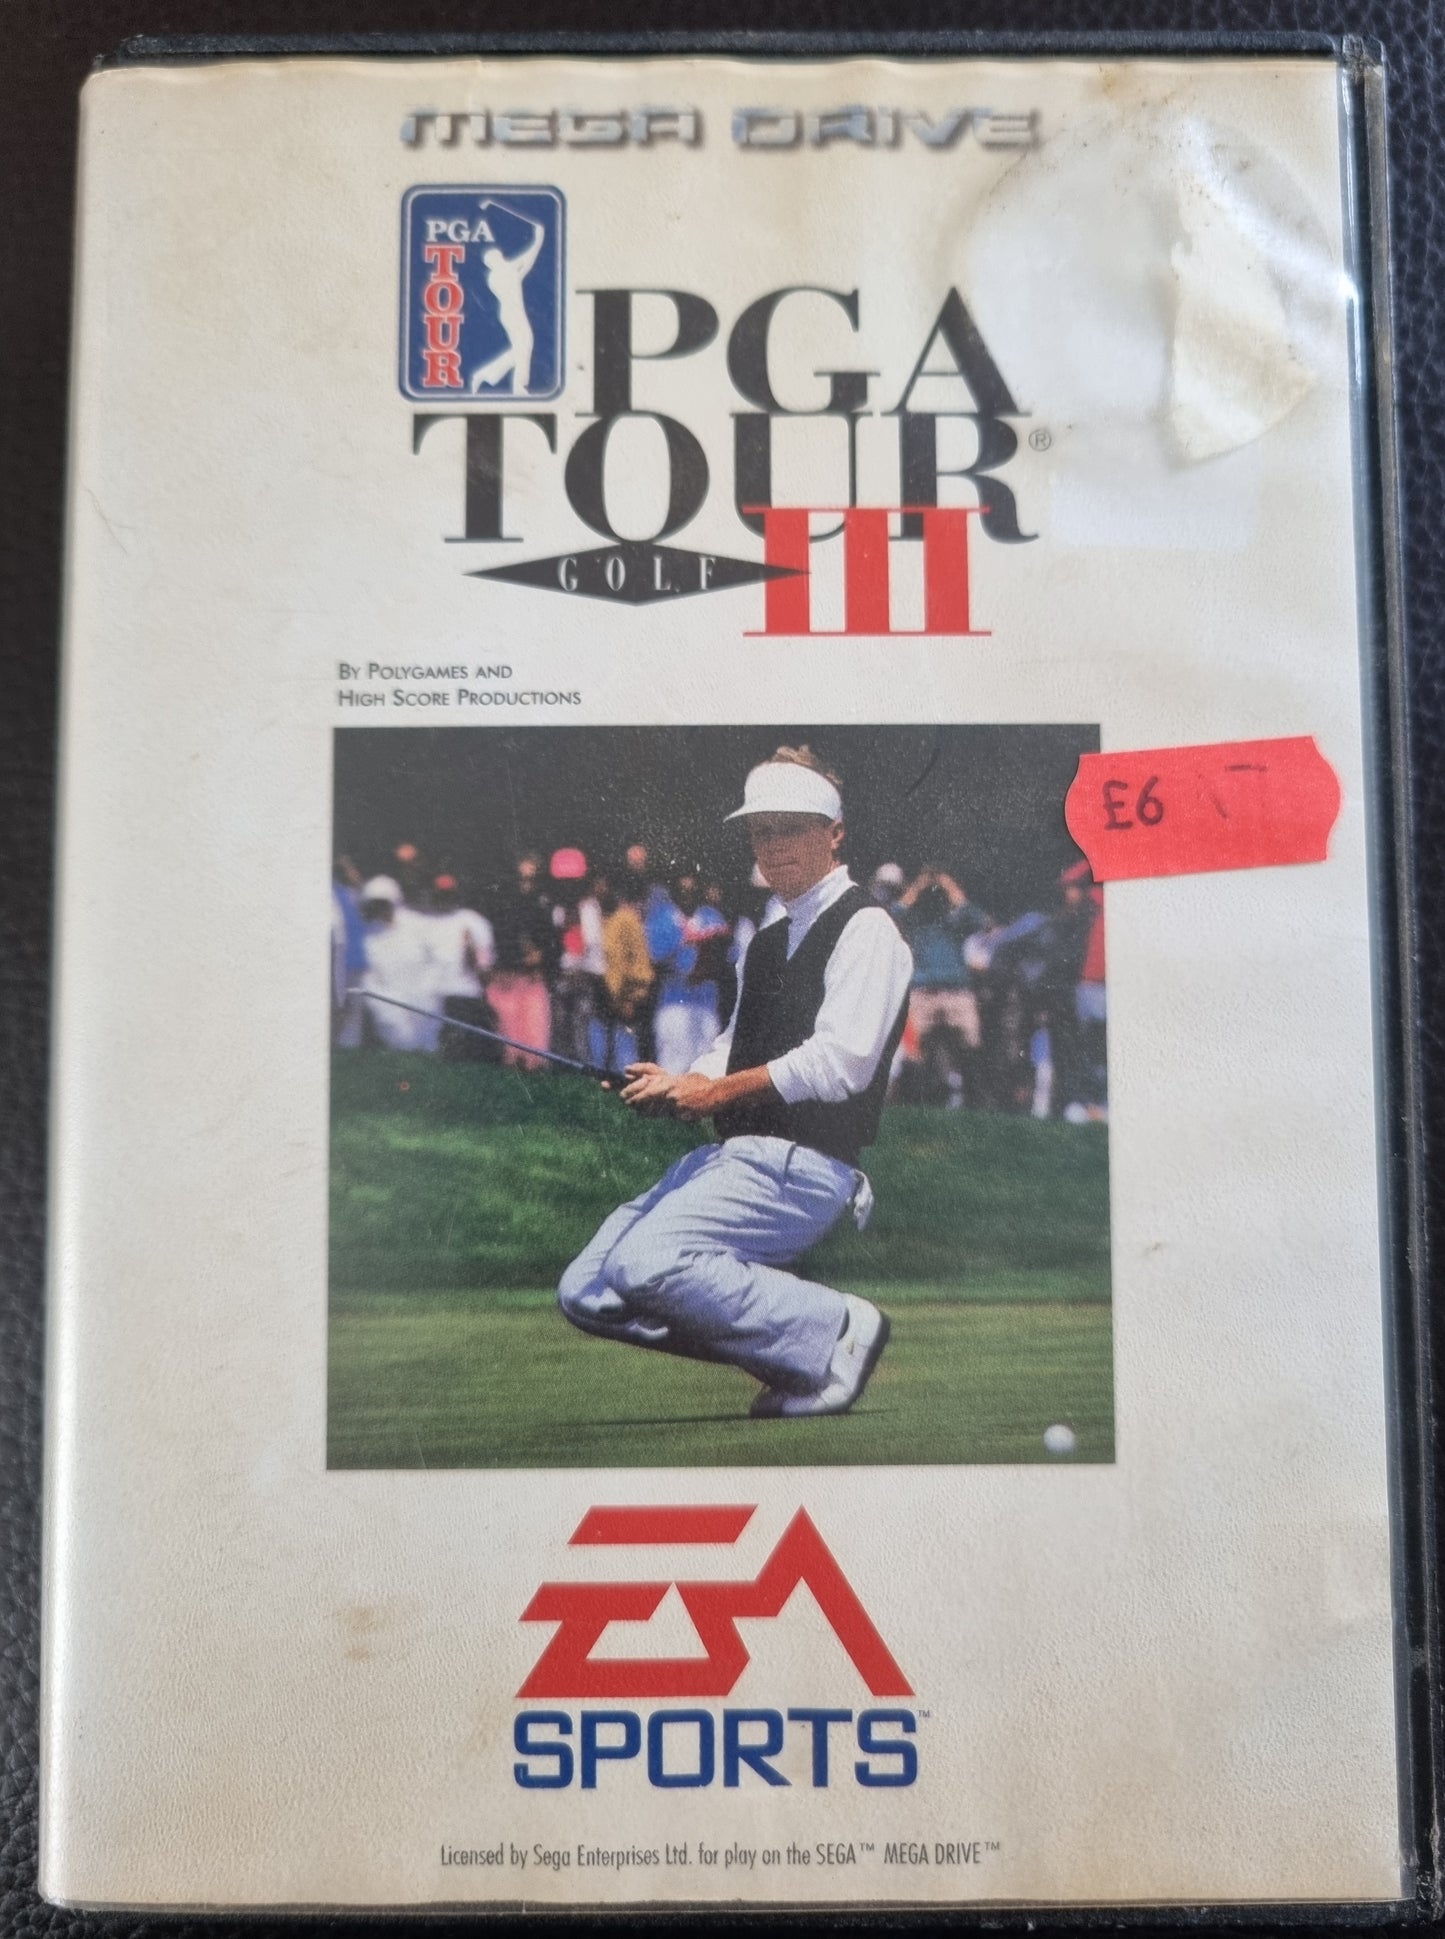 MEGA DRIVE
PGA
TOUR
PGA
TOUR®
GOLF III
BY POLYGAMES AND
HIGH SCORE PRODUCTIONS
£6
EA
SPORTS™
Licensed by Sega Enterprises Ltd. for play on the SEGA™ MEGA DRIVE™